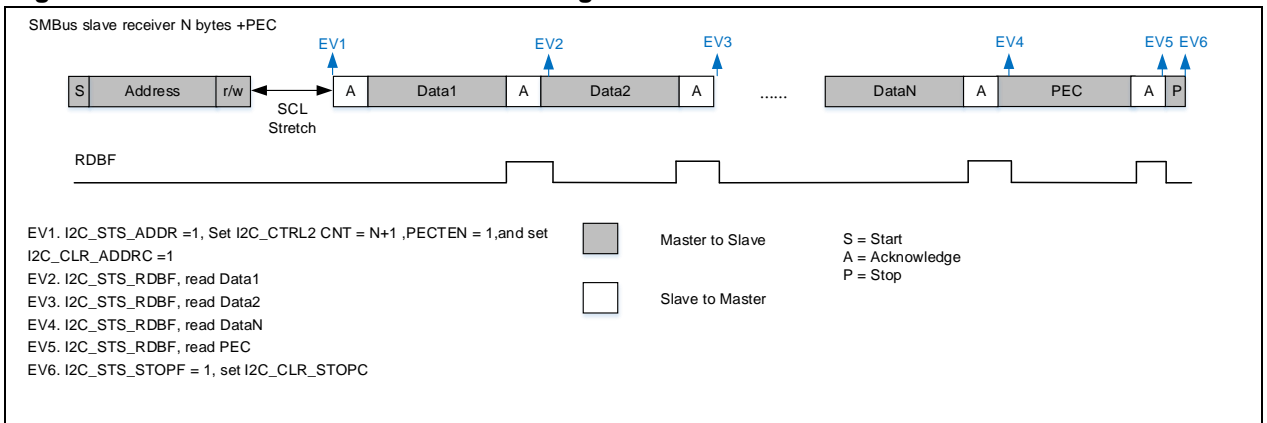 SMBus slave receiver N bytes +PEC
EV1 EV2 EV3 EV4 EV5 EV6
S Address r/w A Data1 A Data2 A ...... DataN A PEC A P
SCL
Stretch
RDBF
EV1. I2C_STS_ADDR =1, Set I2C_CTRL2 CNT = N+1 ,PECTEN = 1,and set
I2C_CLR_ADDRC =1
EV2. I2C_STS_RDBF, read Data1
EV3. I2C_STS_RDBF, read Data2
EV4. I2C_STS_RDBF, read DataN
EV5. I2C_STS_RDBF, read PEC
EV6. I2C_STS_STOPF = 1, set I2C_CLR_STOPC
Master to Slave
Slave to Master
S = Start
A = Acknowledge
P = Stop